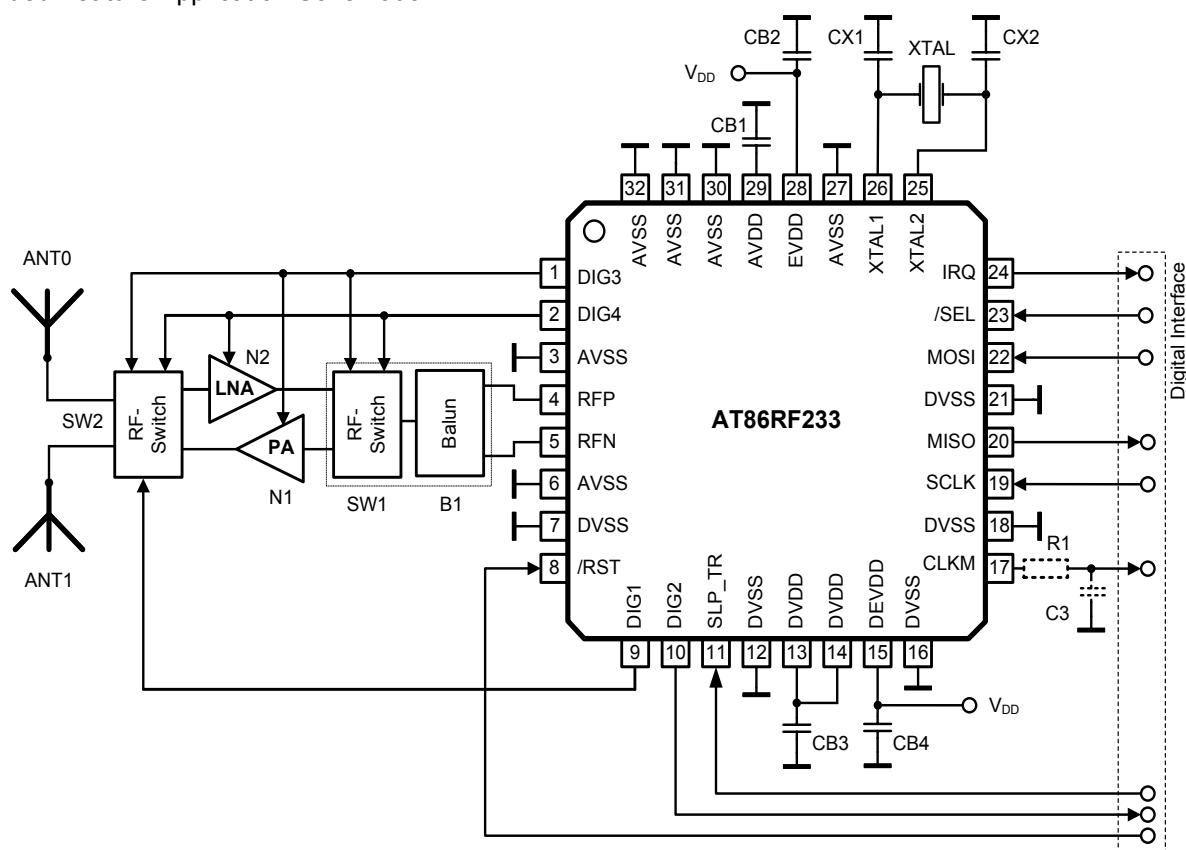 CB2
CX1
XTAL
CX2
VDD
CB1
32
31
30
29
28
27
26
25
AVSS
AVSS
AVSS
AVDD
EVDD
AVSS
XTAL1
XTAL2
ANT0
ANT1
SW2
RF-
Switch
N2
LNA
PA
N1
RF-
Switch
SW1
Balun
B1
1 DIG3
2 DIG4
3 AVSS
4 RFP
5 RFN
6 AVSS
7 DVSS
8 /RST
AT86RF233
IRQ 24
/SEL 23
MOSI 22
DVSS 21
MISO 20
SCLK 19
DVSS 18
CLKM 17
R1
C3
Digital Interface
DIG1
DIG2
SLP_TR
DVSS
DVDD
DVDD
DEVDD
DVSS
9
10
11
12
13
14
15
16
CB3
CB4
VDD